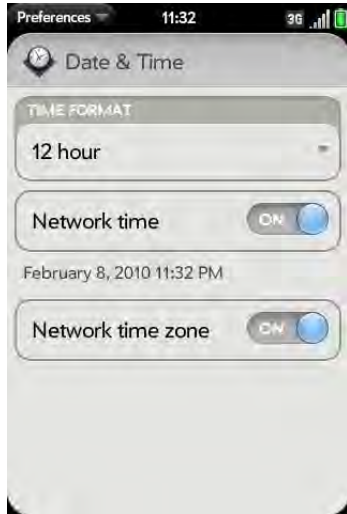 Preferences
11:32
3G
Date & Time
TIME FORMAT
12 hour
Network time
ON
February 8, 2010 11:32 PM
Network time zone
ON